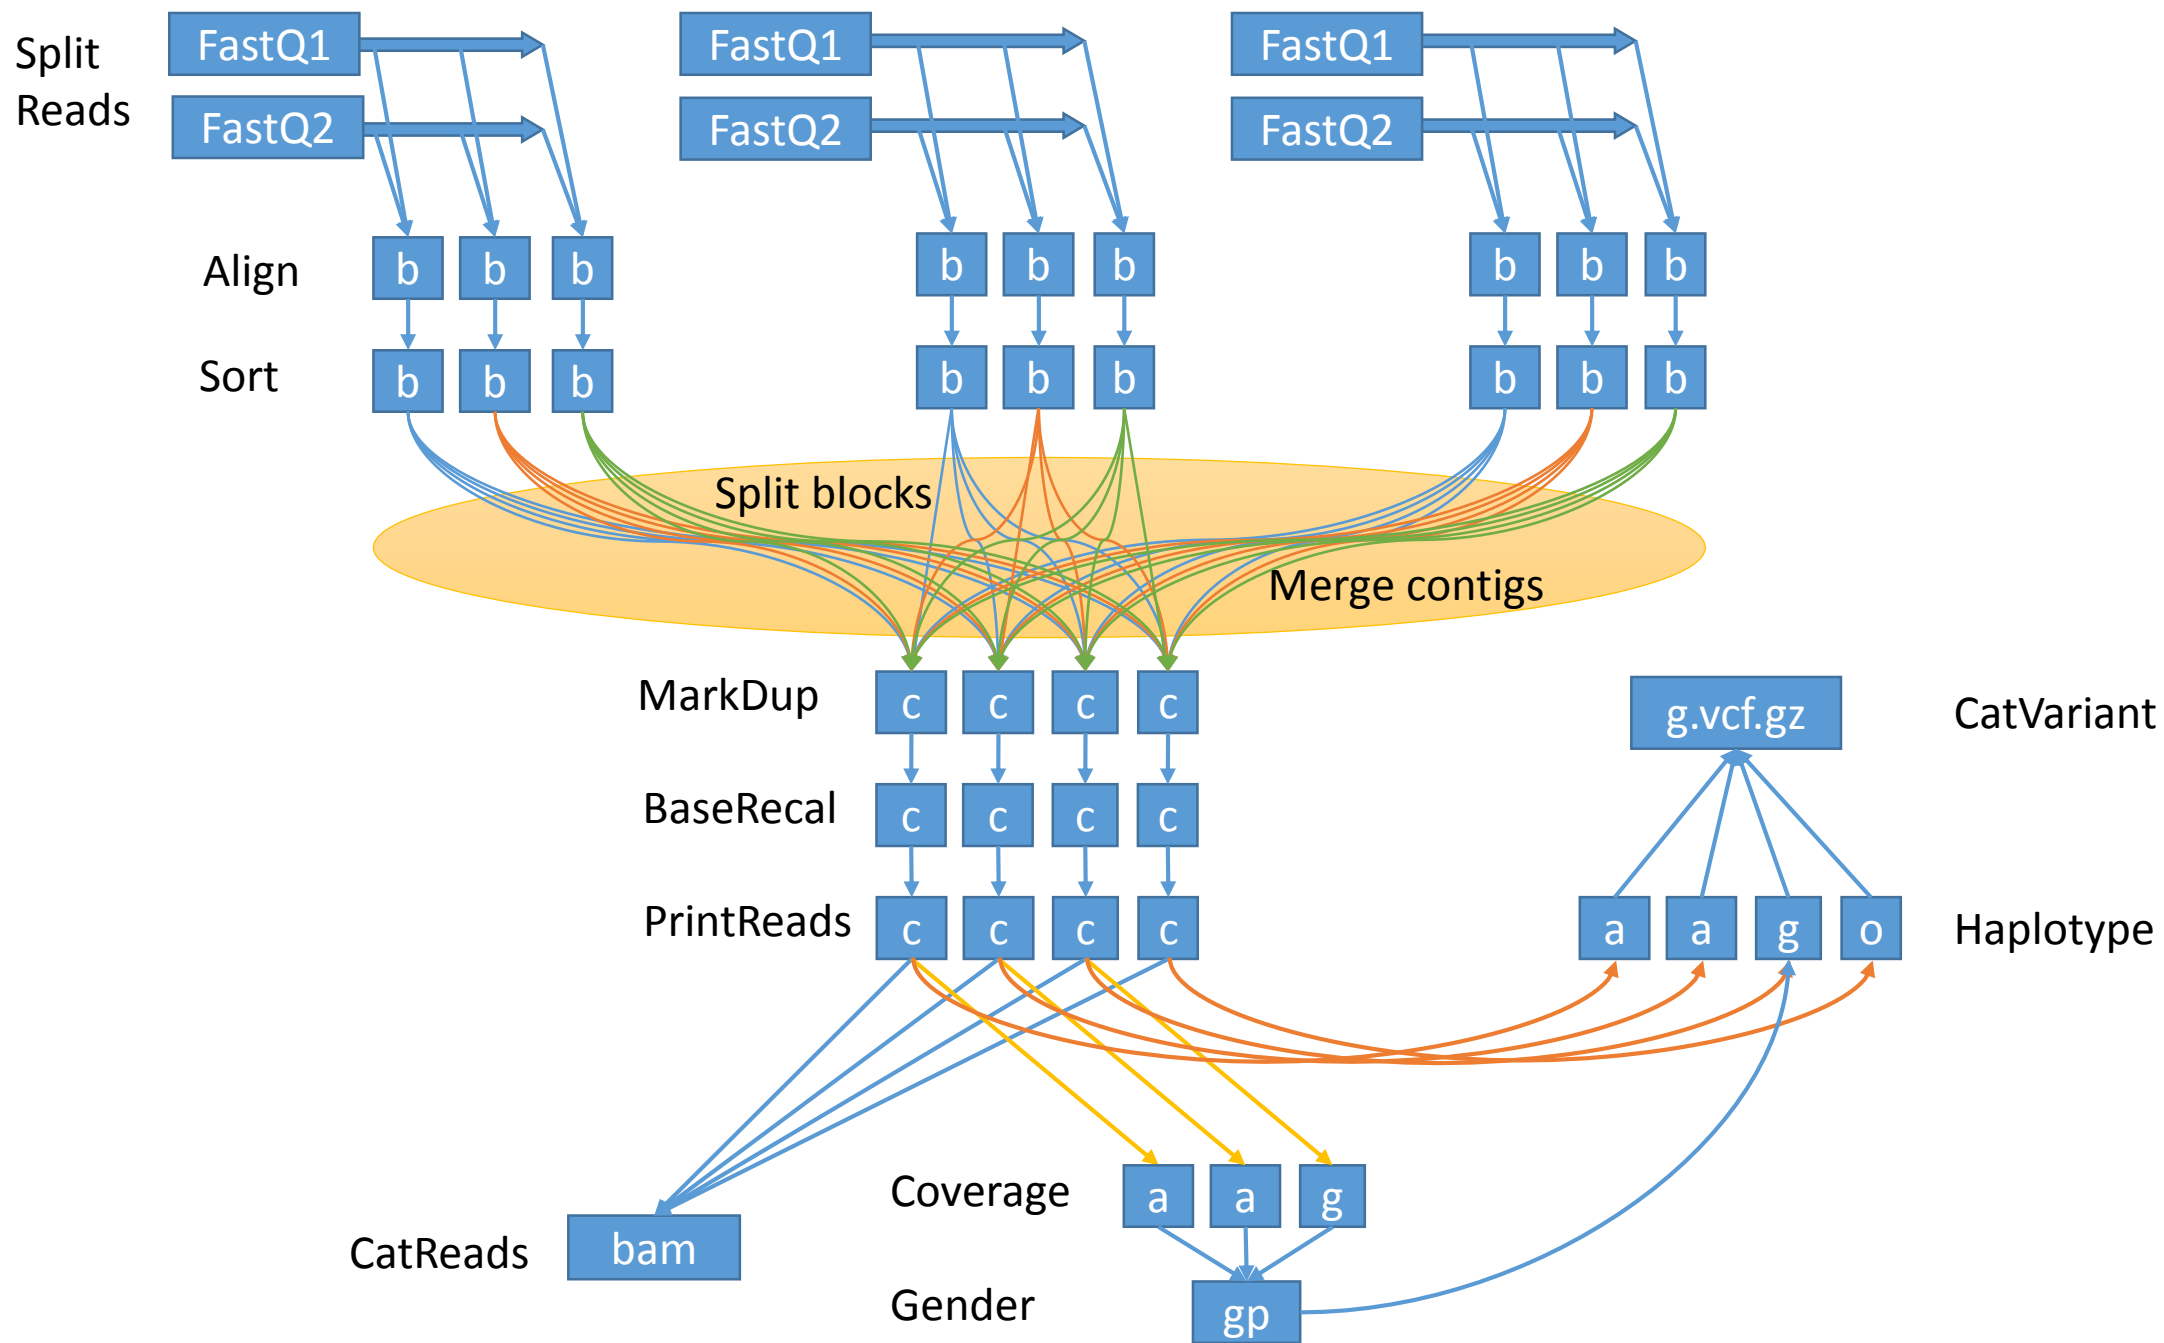 Split
Reads
FastQ1 FastQ1 FastQ1
FastQ2 FastQ2 FastQ2
Align b b b b b b b b b
Sort b b b b b b b b b
Split blocks
Merge contigs
MarkDup c c c c
g.vcf.gz CatVariant
BaseRecal c c c c
PrintReads c c c c
a a g o Haplotype
Coverage a a g
CatReads bam
Gender gp